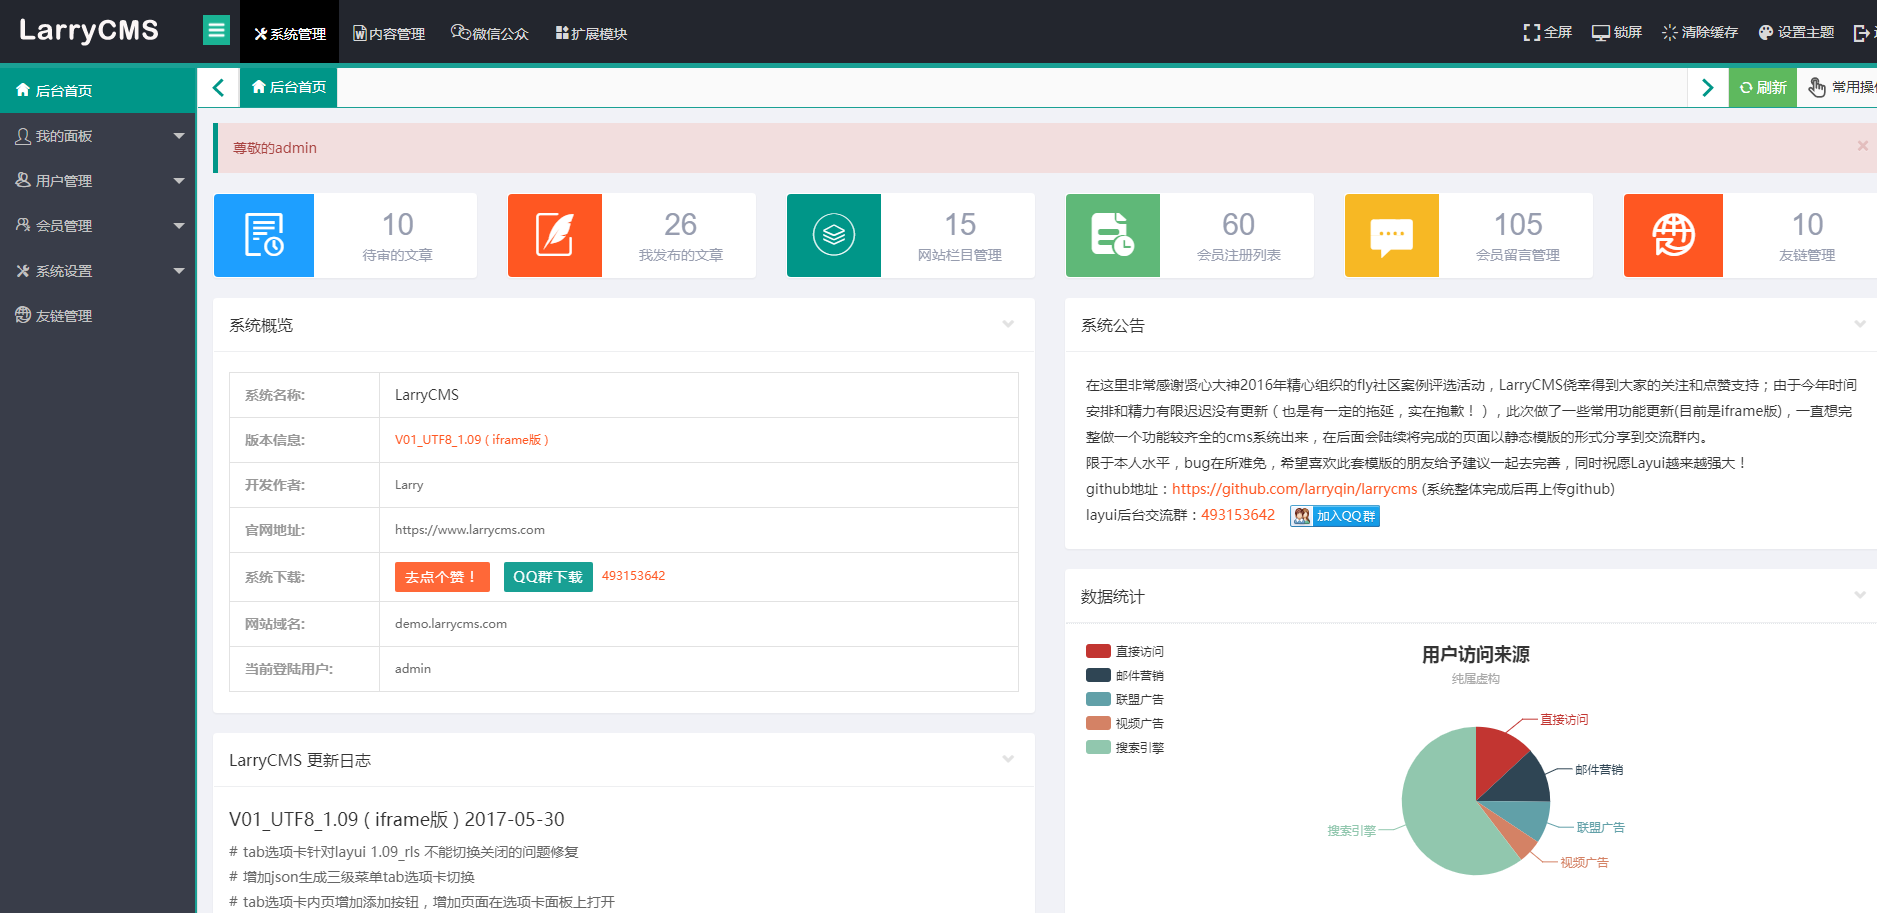 LarryCMS
系统管理
内容管理
微信公众
扩展模块
全屏
锁屏
清除缓存
设置主题
后台首页
我的面板
用户管理
会员管理
系统设置
友链管理
后台首页
刷新
常用操
尊敬的admin
×
10
待审的文章
26
我发布的文章
15
网站栏目管理
60
会员注册列表
105
会员留言管理
10
友链管理
系统概览
系统名称: LarryCMS
版本信息: V01_UTF8_1.09 ( iframe版 )
开发作者: Larry
官网地址: https://www.larrycms.com
系统下载: 去点个赞！ QQ群下载 493153642
网站域名: demo.larrycms.com
当前登陆用户: admin
LarryCMS 更新日志
V01_UTF8_1.09 ( iframe版 ) 2017-05-30
# tab选项卡针对layui 1.09_rls 不能切换关闭的问题修复
# 增加json生成三级菜单tab选项卡切换
# tab选项卡内页增加添加按钮，增加页面在选项卡面板上打开
系统公告
在这里非常感谢贤心大神2016年精心组织的fly社区案例评选活动，LarryCMS侥幸得到大家的关注和点赞支持；由于今年时间
安排和精力有限迟迟没有更新（也是有一定的拖延，实在抱歉！），此次做了一些常用功能更新(目前是iframe版)，一直想完
整做一个功能较齐全的cms系统出来，在后面会陆续将完成的页面以静态模版的形式分享到交流群内。
限于本人水平，bug在所难免，希望喜欢此套模版的朋友给予建议一起去完善，同时祝愿Layui越来越强大！
github地址：https://github.com/larryqin/larrycms (系统整体完成后再上传github)
layui后台交流群：493153642 加入QQ群
数据统计
直接访问
邮件营销
联盟广告
视频广告
搜索引擎
用户访问来源
纯属虚构
直接访问
邮件营销
联盟广告
视频广告
搜索引擎